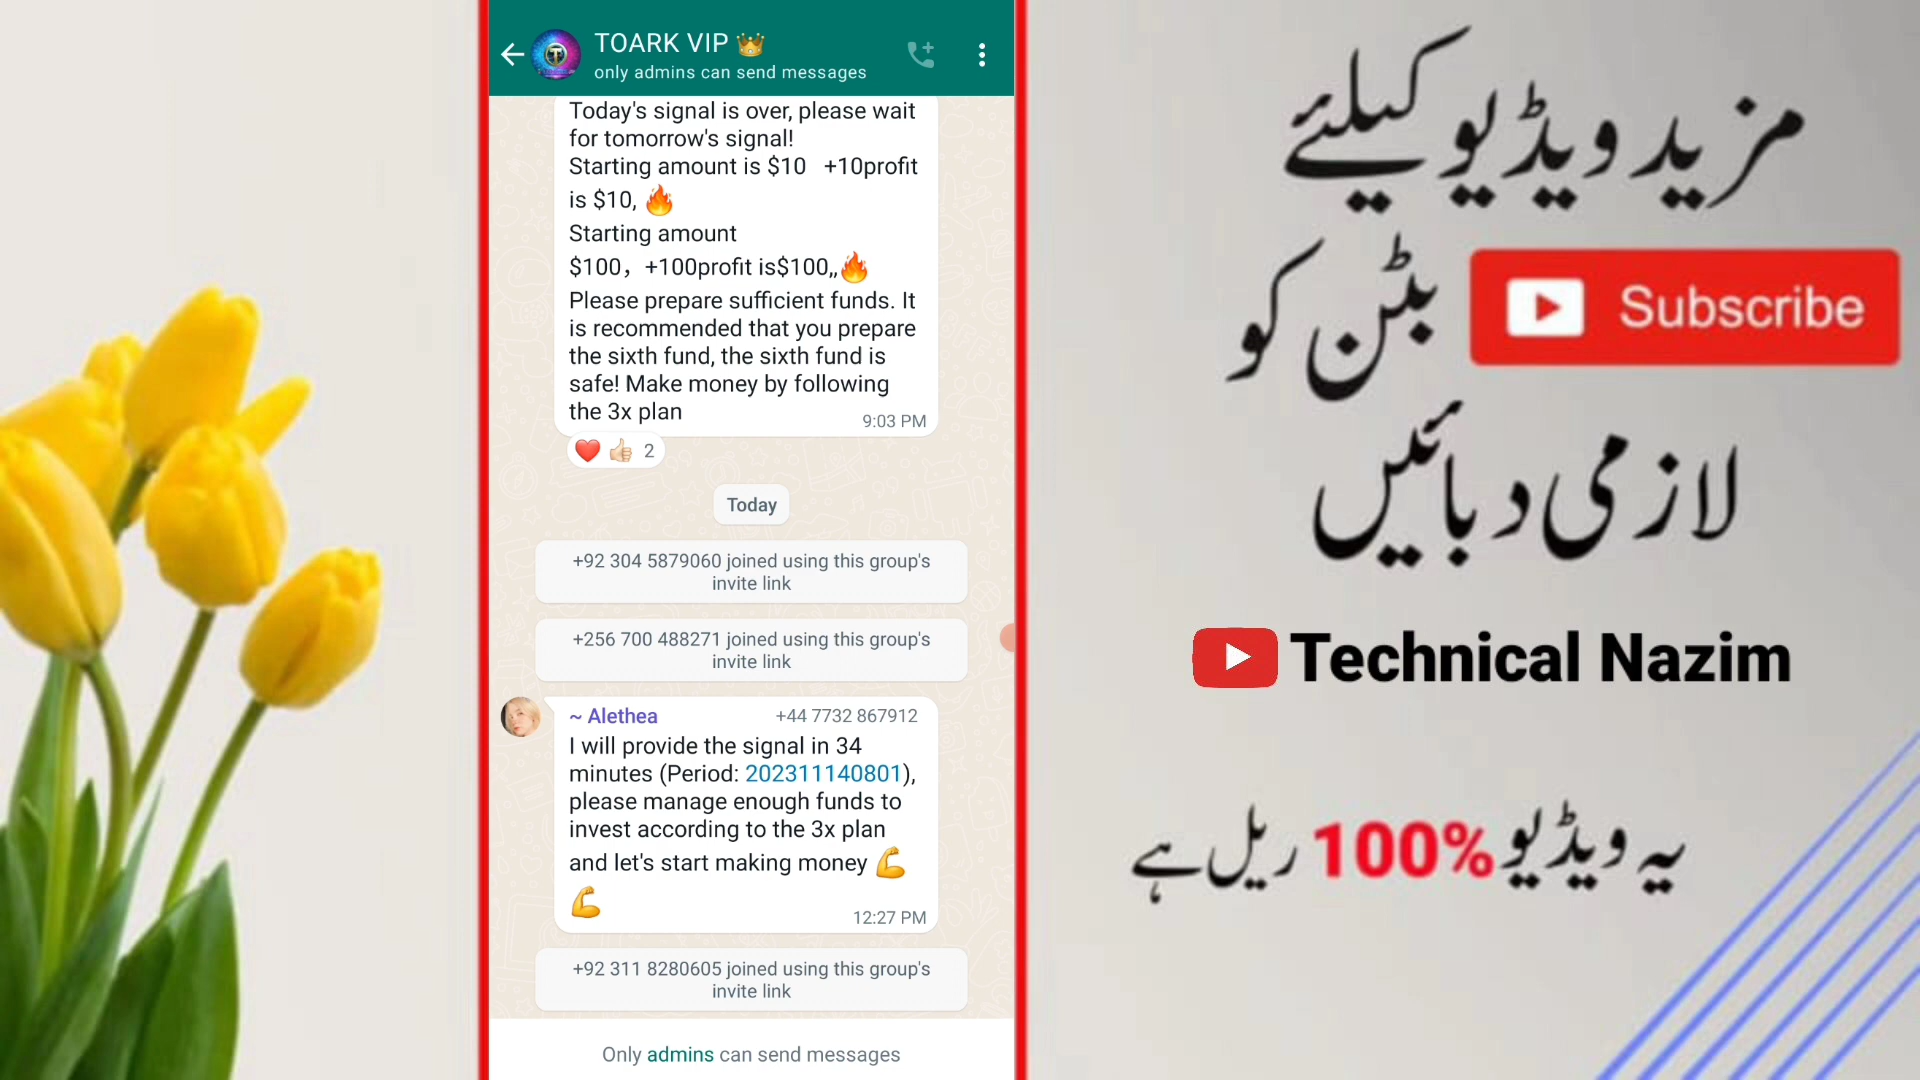 TOARK VIP 👑
only admins can send messages
Today's signal is over, please wait
for tomorrow's signal!
Starting amount is $10 +10profit
is $10, 🔥
Starting amount
$100，+100profit is$100,,🔥
Please prepare sufficient funds. It
is recommended that you prepare
the sixth fund, the sixth fund is
safe! Make money by following
the 3x plan
9:03 PM
❤️ 👍🏻 2
Today
+92 304 5879060 joined using this group's
invite link
+256 700 488271 joined using this group's
invite link
~ Alethea +44 7732 867912
I will provide the signal in 34
minutes (Period: 202311140801),
please manage enough funds to
invest according to the 3x plan
and let's start making money 💪
💪
12:27 PM
+92 311 8280605 joined using this group's
invite link
Only admins can send messages
مزید ویڈیو کیلئے
Subscribe بٹن کو
لازمی دبائیں
Technical Nazim
یہ ویڈیو 100% ریل ہے